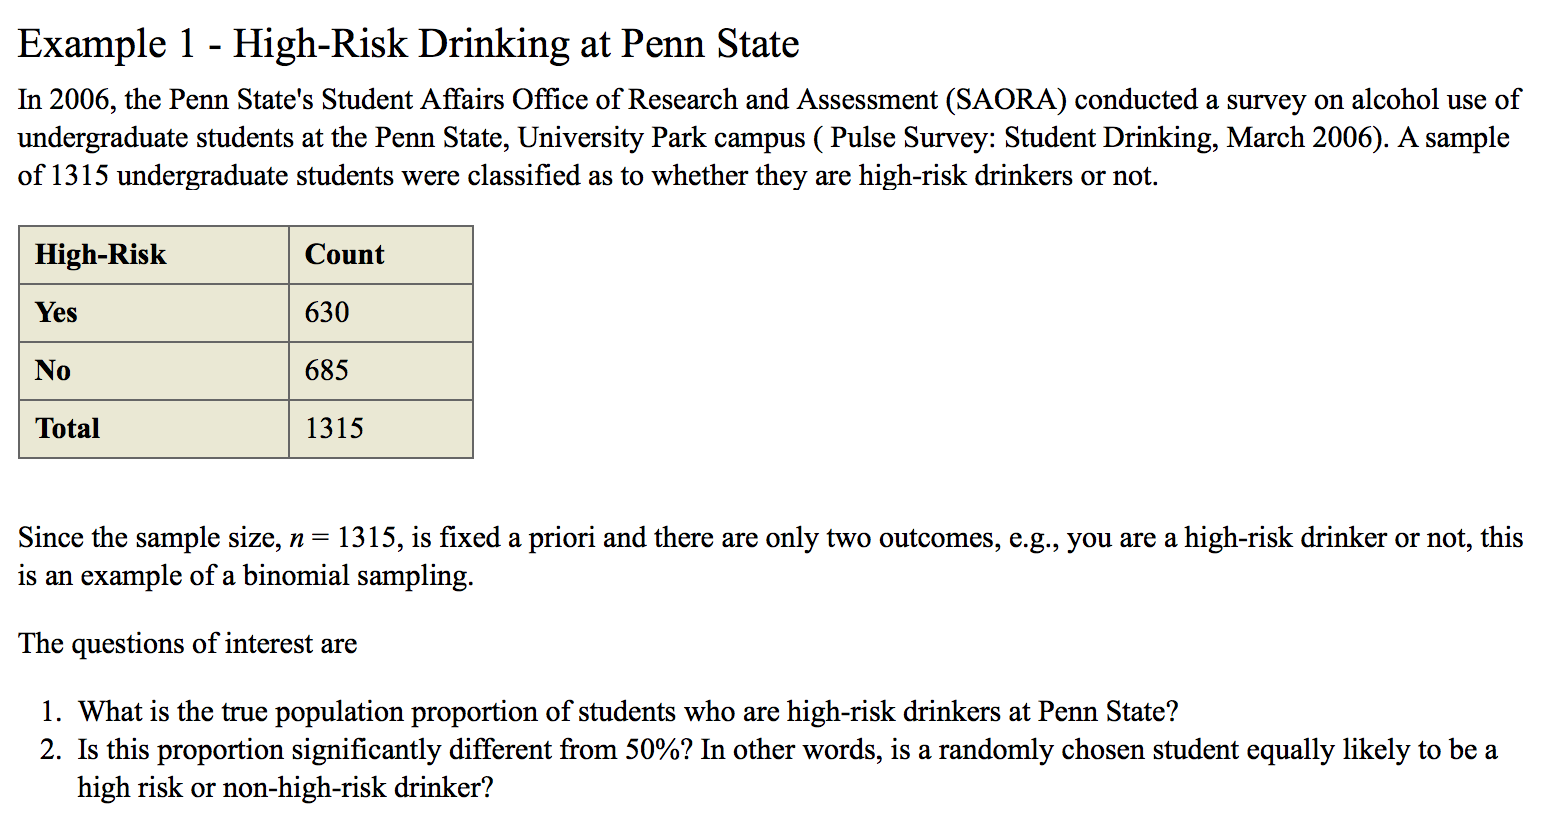 Example 1 - High-Risk Drinking at Penn State
In 2006, the Penn State's Student Affairs Office of Research and Assessment (SAORA) conducted a survey on alcohol use of
undergraduate students at the Penn State, University Park campus ( Pulse Survey: Student Drinking, March 2006). A sample
of 1315 undergraduate students were classified as to whether they are high-risk drinkers or not.
High-Risk Count
Yes 630
No 685
Total 1315
Since the sample size, n = 1315, is fixed a priori and there are only two outcomes, e.g., you are a high-risk drinker or not, this
is an example of a binomial sampling.
The questions of interest are
1. What is the true population proportion of students who are high-risk drinkers at Penn State?
2. Is this proportion significantly different from 50%? In other words, is a randomly chosen student equally likely to be a
high risk or non-high-risk drinker?